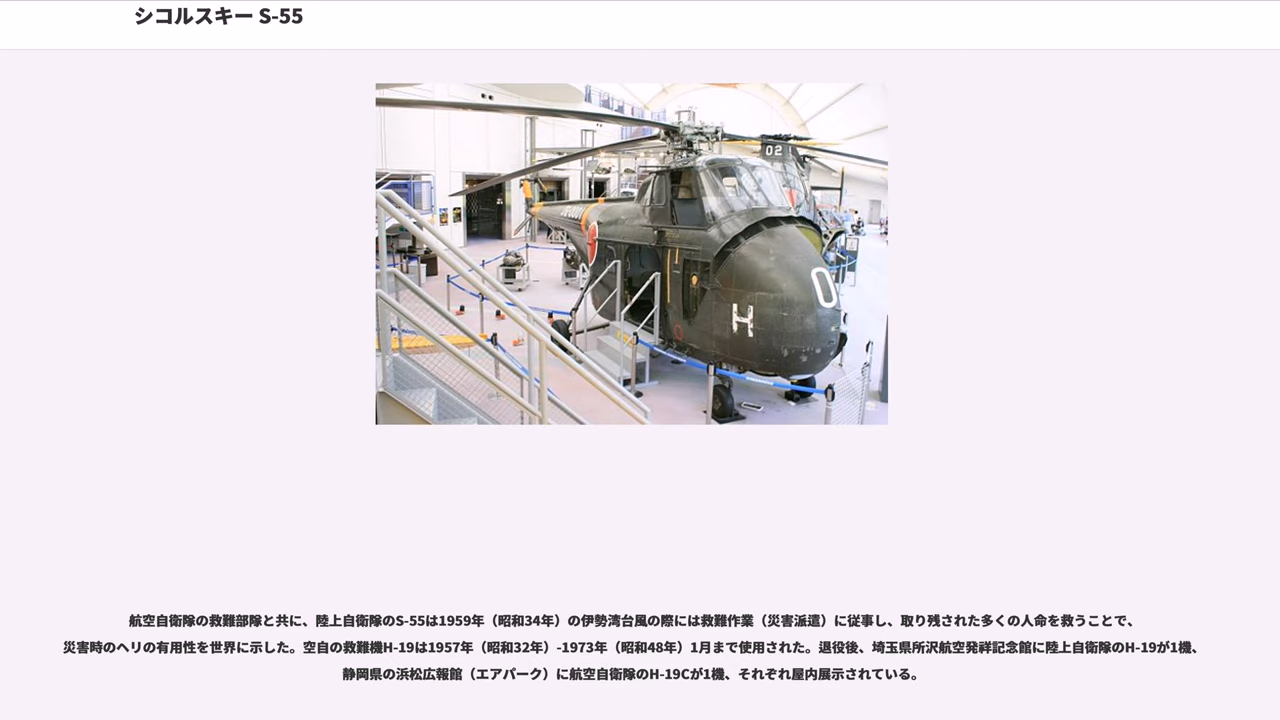 シコルスキー S-55
02
H
0
航空自衛隊の救難部隊と共に、陸上自衛隊のS-55は1959年（昭和34年）の伊勢湾台風の際には救難作業（災害派遣）に従事し、取り残された多くの人命を救うことで、
災害時のヘリの有用性を世界に示した。空自の救難機H-19は1957年（昭和32年）-1973年（昭和48年）1月まで使用された。退役後、埼玉県所沢航空発祥記念館に陸上自衛隊のH-19が1機、
静岡県の浜松広報館（エアパーク）に航空自衛隊のH-19Cが1機、それぞれ屋内展示されている。